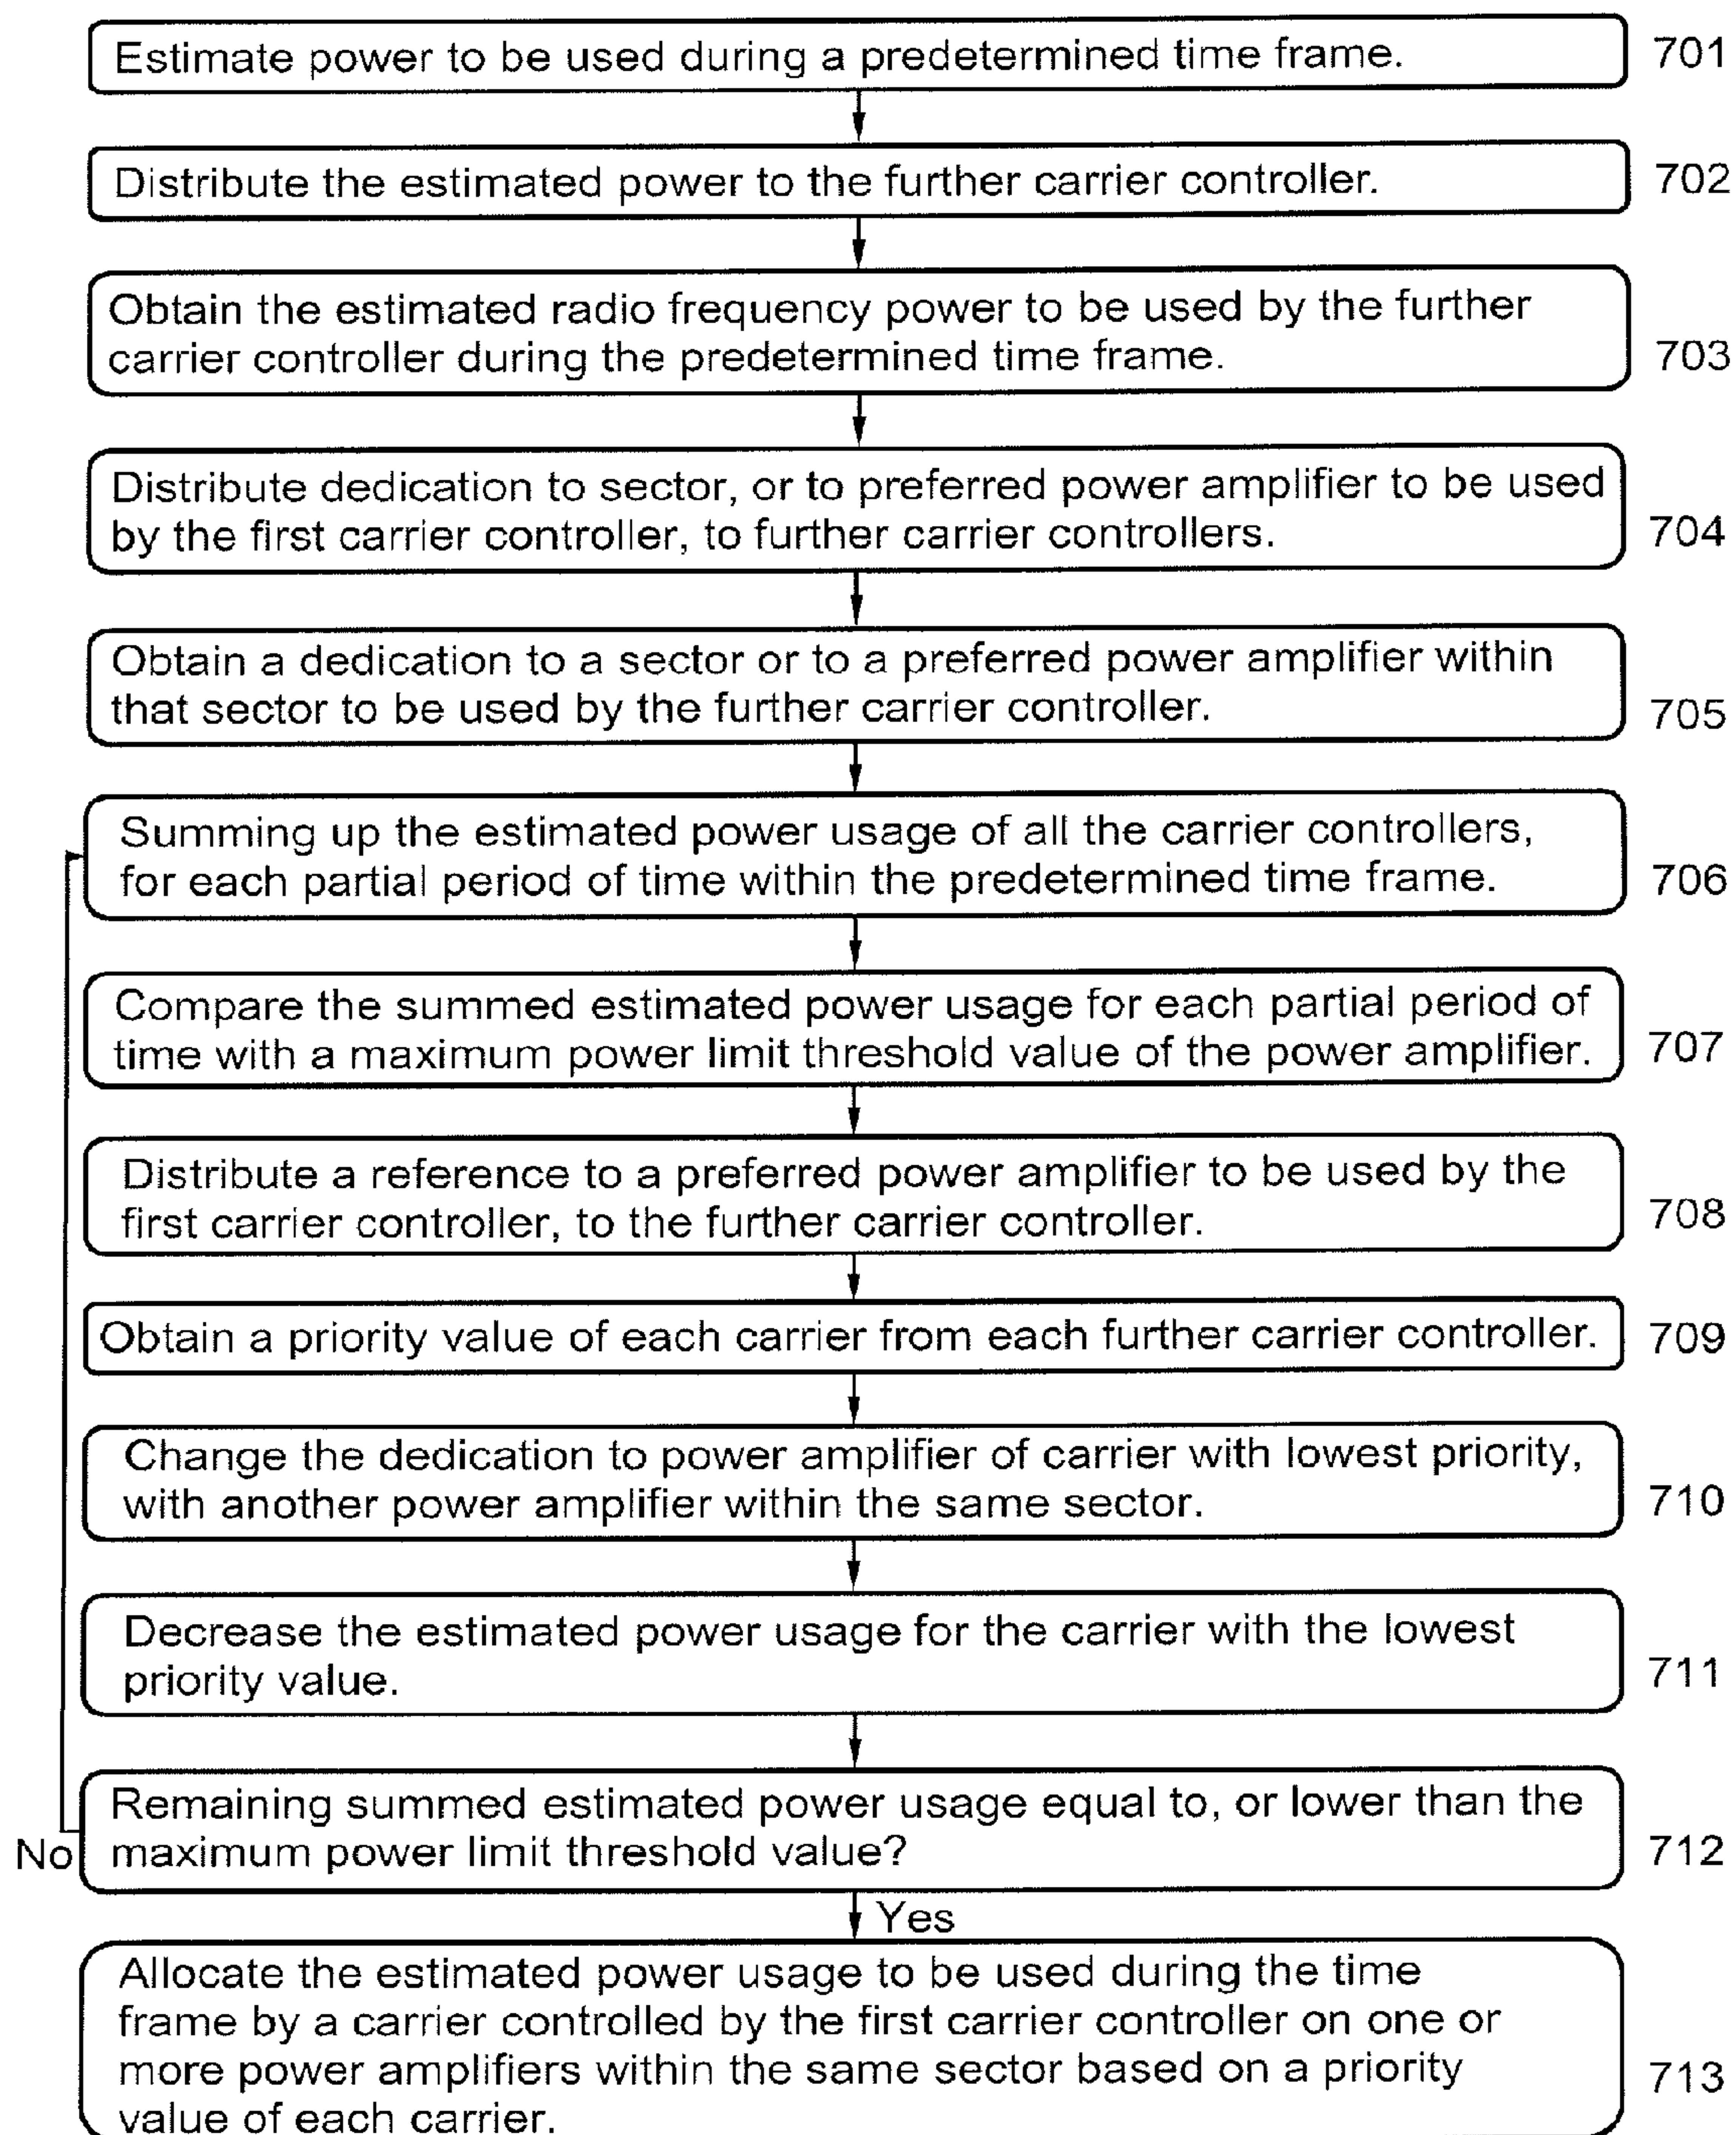 Estimate power to be used during a predetermined time frame.
701
Distribute the estimated power to the further carrier controller.
702
Obtain the estimated radio frequency power to be used by the further
carrier controller during the predetermined time frame.
703
Distribute dedication to sector, or to preferred power amplifier to be used
by the first carrier controller, to further carrier controllers.
704
Obtain a dedication to a sector or to a preferred power amplifier within
that sector to be used by the further carrier controller.
705
Summing up the estimated power usage of all the carrier controllers,
for each partial period of time within the predetermined time frame.
706
Compare the summed estimated power usage for each partial period of
time with a maximum power limit threshold value of the power amplifier.
707
Distribute a reference to a preferred power amplifier to be used by the
first carrier controller, to the further carrier controller.
708
Obtain a priority value of each carrier from each further carrier controller.
709
Change the dedication to power amplifier of carrier with lowest priority,
with another power amplifier within the same sector.
710
Decrease the estimated power usage for the carrier with the lowest
priority value.
711
Remaining summed estimated power usage equal to, or lower than the
maximum power limit threshold value?
712
No
Yes
Allocate the estimated power usage to be used during the time
frame by a carrier controlled by the first carrier controller on one or
more power amplifiers within the same sector based on a priority
value of each carrier.
713